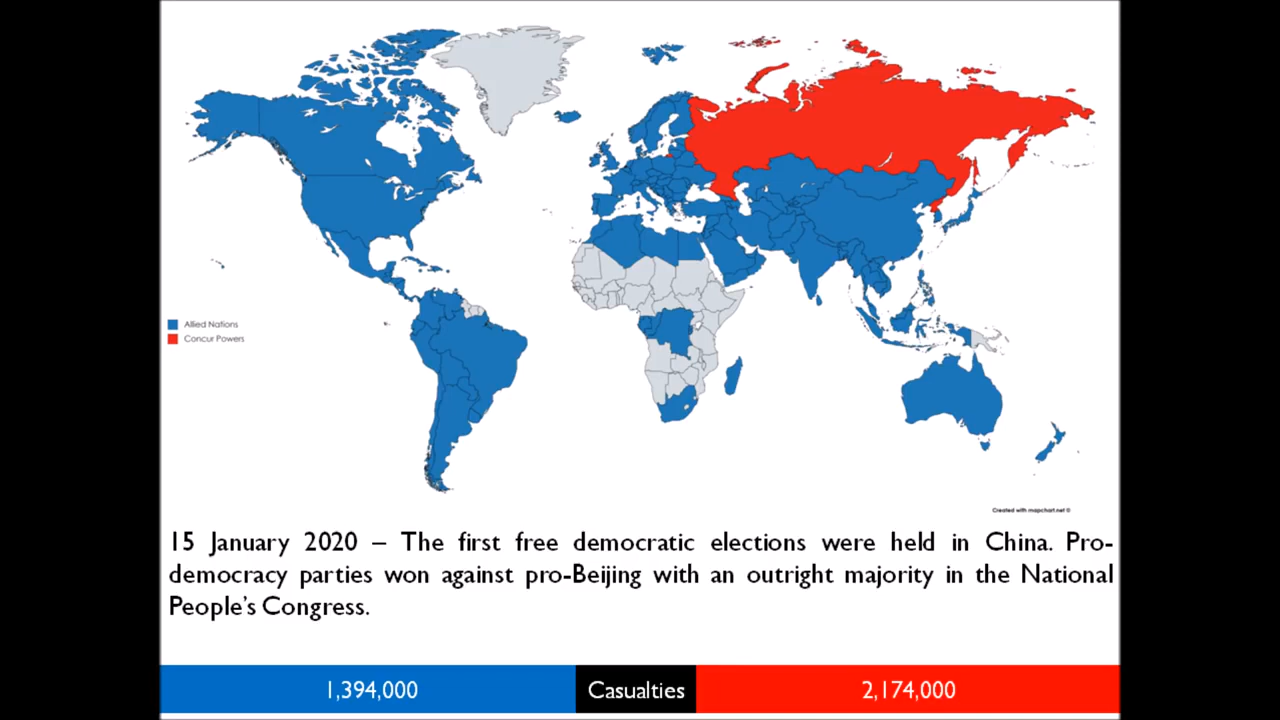 Allied Nations
Concur Powers
Created with mapchart.net ©
15 January 2020 – The first free democratic elections were held in China. Pro-
democracy parties won against pro-Beijing with an outright majority in the National
People's Congress.
1,394,000 Casualties 2,174,000